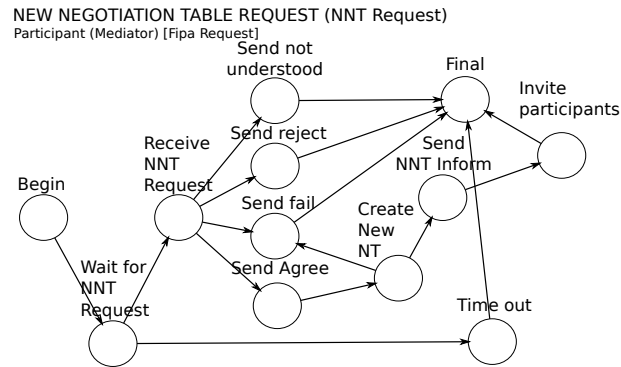 NEW NEGOTIATION TABLE REQUEST (NNT Request)
Participant (Mediator) [Fipa Request]
Send not
understood
Final
Invite
participants
Send reject
Receive
NNT
Request
Send
NNT Inform
Begin
Send fail
Create
New
NT
Wait for
NNT
Request
Send Agree
Time out